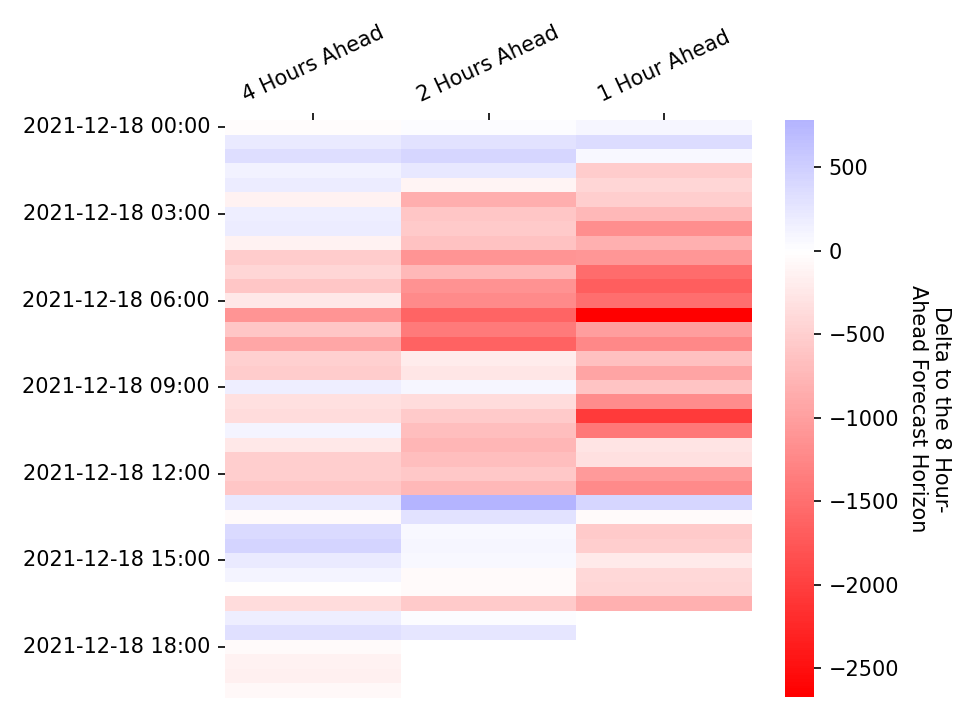 4 Hours Ahead
2 Hours Ahead
1 Hour Ahead
2021-12-18 00:00
2021-12-18 03:00
2021-12-18 06:00
2021-12-18 09:00
2021-12-18 12:00
2021-12-18 15:00
2021-12-18 18:00
500
0
−500
−1000
−1500
−2000
−2500
Delta to the 8 Hour-
Ahead Forecast Horizon